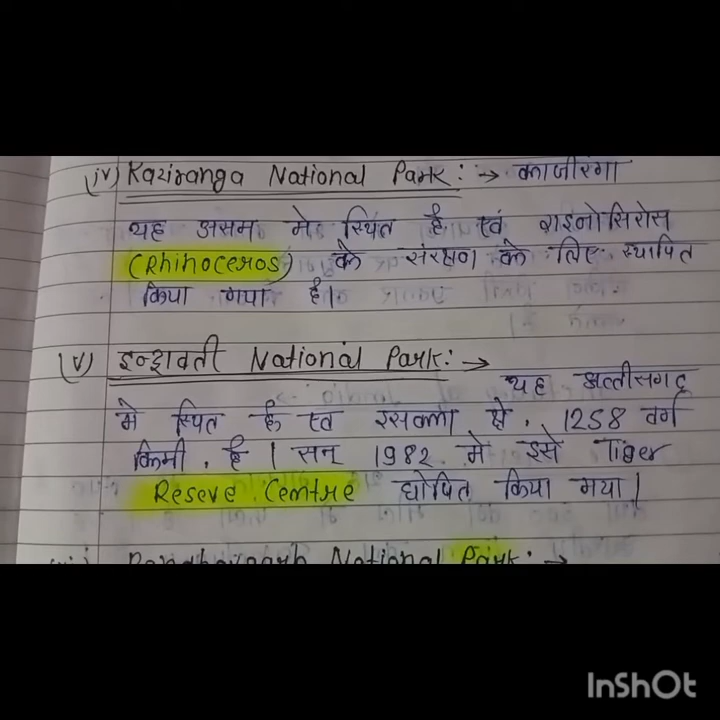 (iv) Kaziranga National Park : → काजीरंगा
यह असम मे स्थित है एवं राइनोसिरोस
(Rhinoceros) के संरक्षण के लिए स्थापित
किया गया है।
(v) इन्द्रावती National Park : →
यह छत्तीसगढ़
मे स्थित है एवं इसका क्षे. 1258 वर्ग
किमी. है । सन् 1982 मे इसे Tiger
Reserve Centre घोषित किया गया।
National Park : →
InShOt